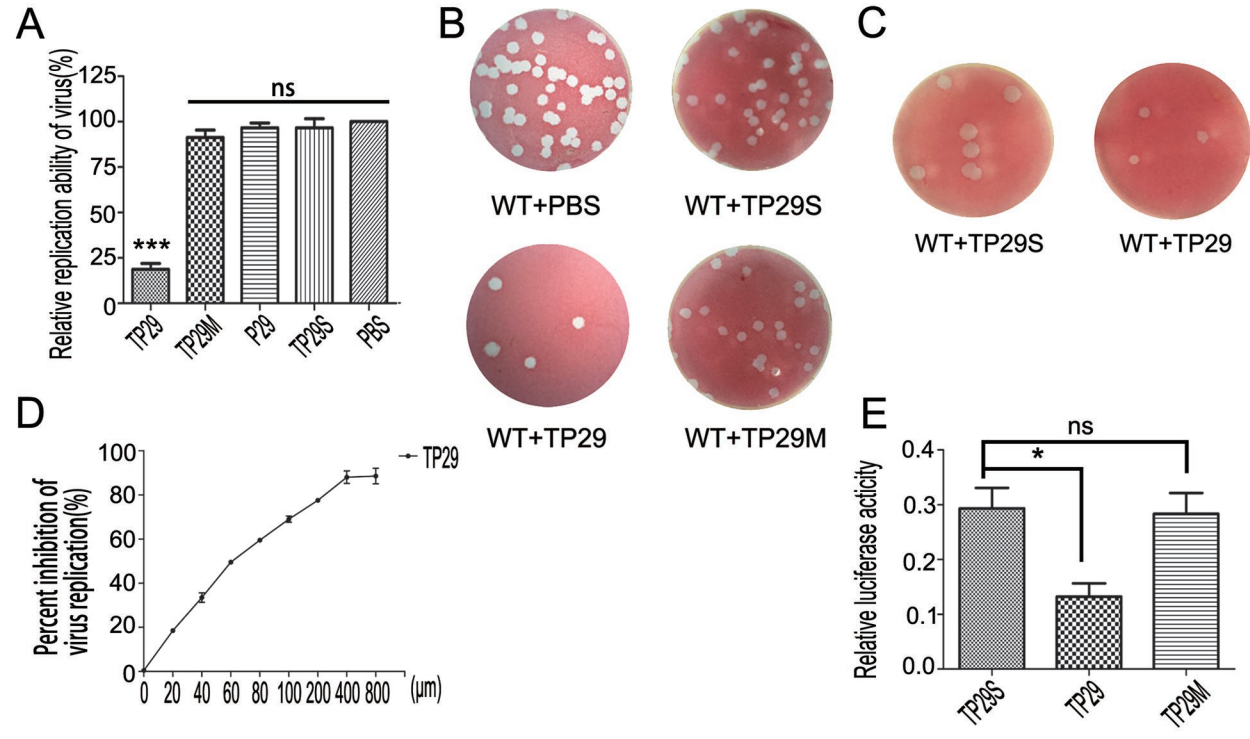 A
Relative replication ability of virus(%)
125
100
75
50
25
0
ns
***
TP29
TP29M
P29
TP29S
PBS
B
WT+PBS
WT+TP29S
WT+TP29
WT+TP29M
C
WT+TP29S
WT+TP29
D
Percent inhibition of
virus replication(%)
100
80
60
40
20
0
TP29
0 20 40 60 80 100 200 400 800 (μm)
E
Relative luciferase acticity
0.4
0.3
0.2
0.1
0.0
ns
*
TP29S
TP29
TP29M